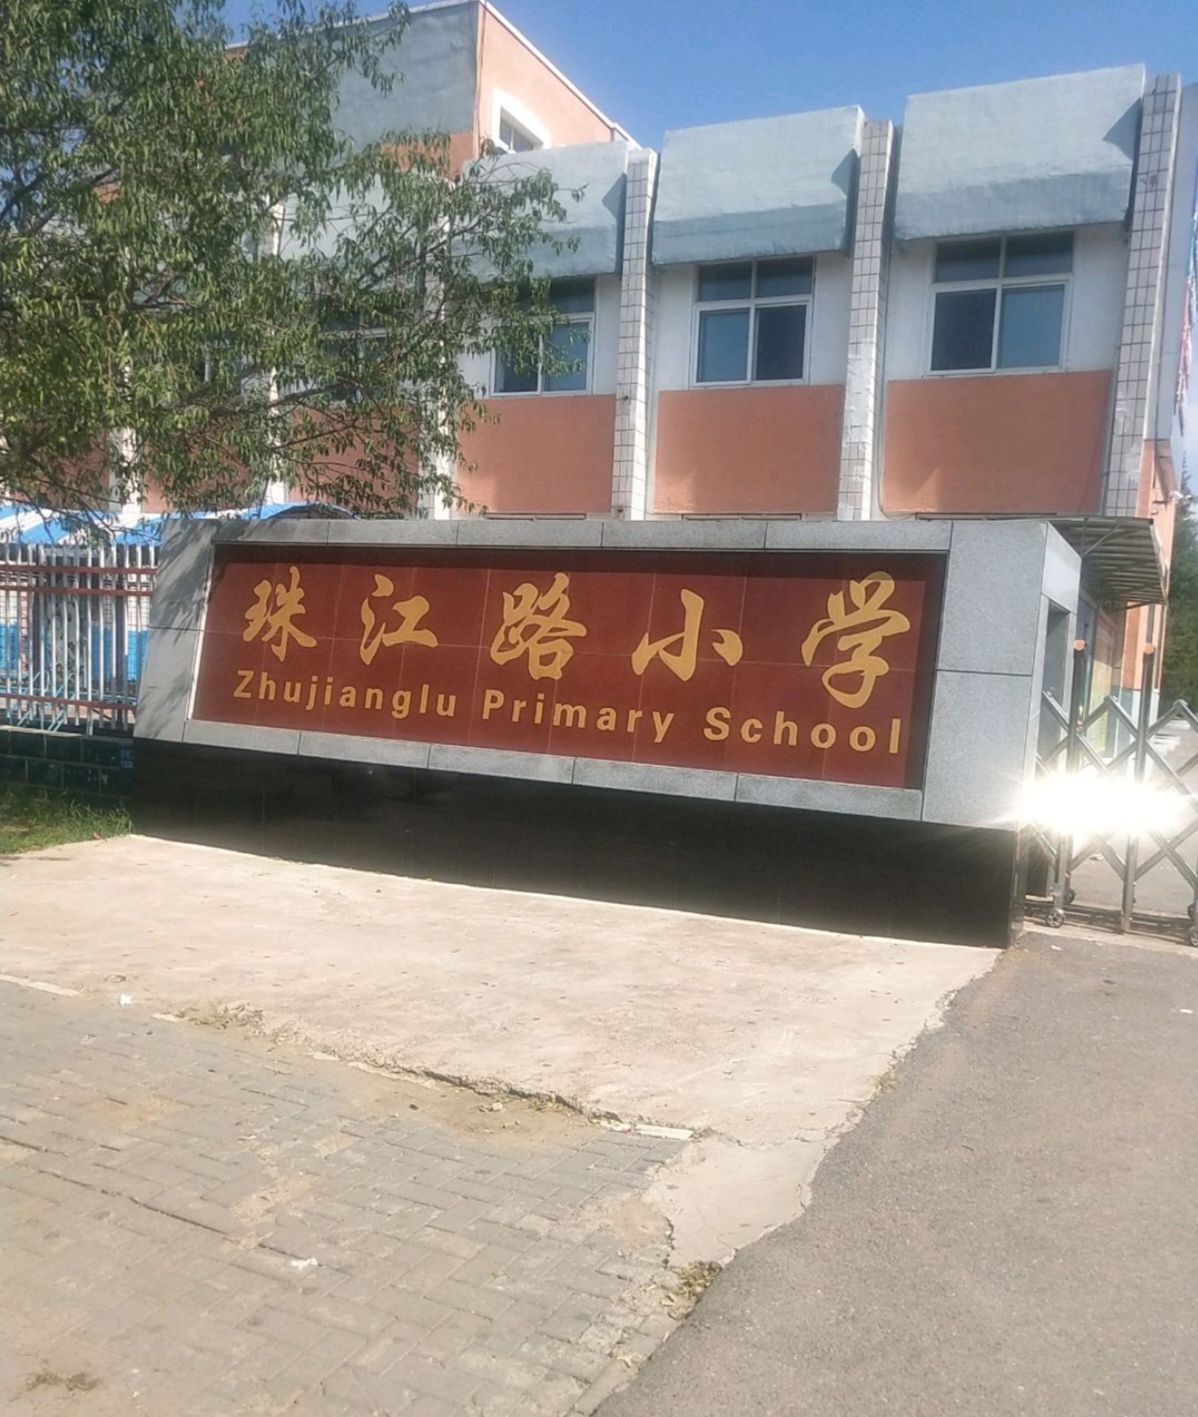 珠江路小学
Zhujianglu Primary School